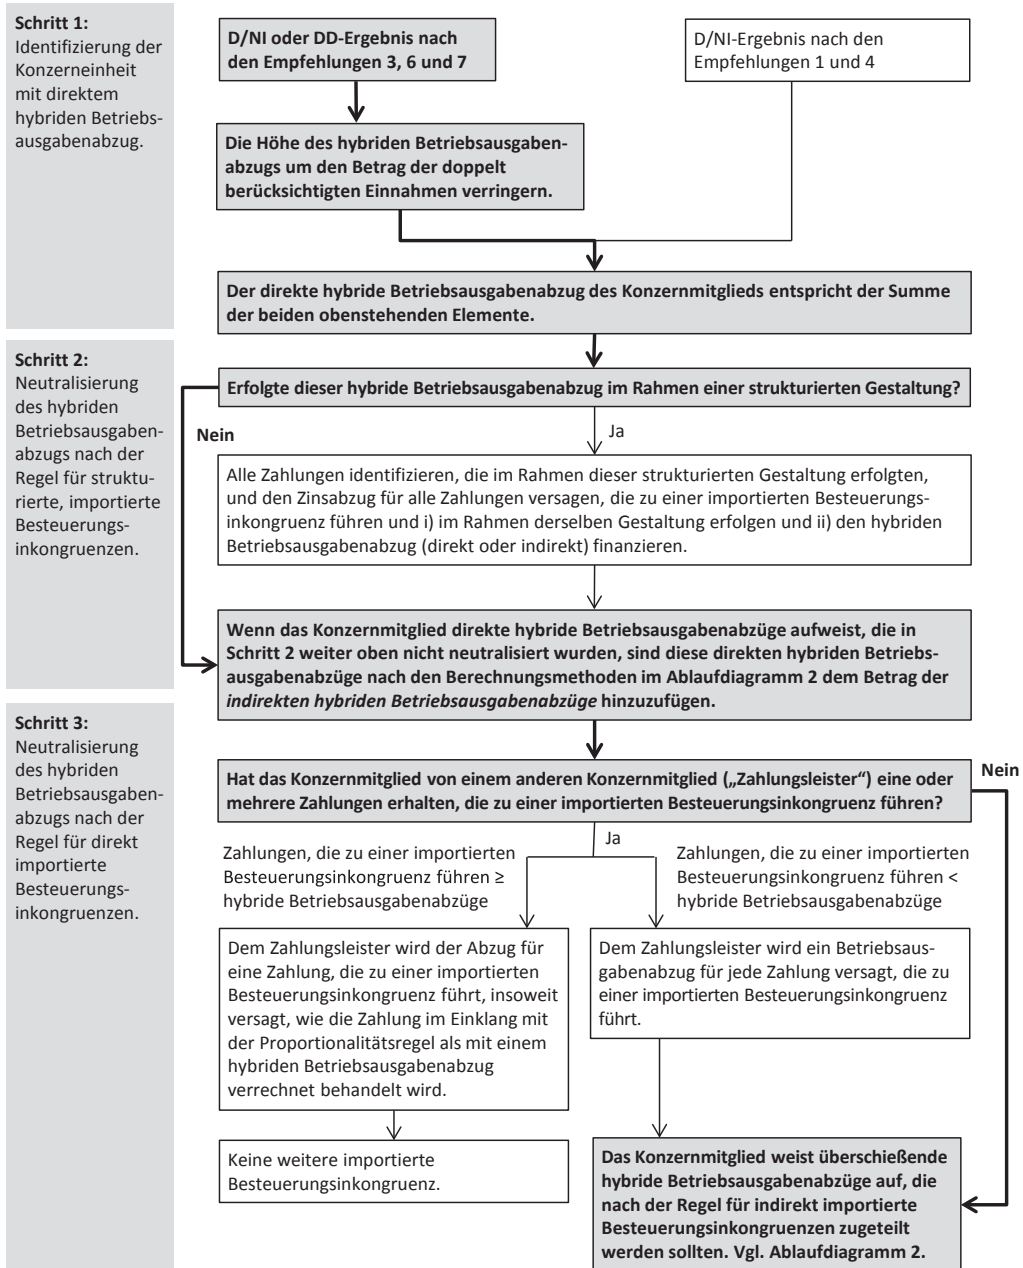 Schritt 1:
Identifizierung der
Konzerneinheit
mit direktem
hybriden Betriebs-
ausgabenabzug.
D/NI oder DD-Ergebnis nach
den Empfehlungen 3, 6 und 7
D/NI-Ergebnis nach den
Empfehlungen 1 und 4
Die Höhe des hybriden Betriebsausgaben-
abzugs um den Betrag der doppelt
berücksichtigten Einnahmen verringern.
Der direkte hybride Betriebsausgabenabzug des Konzernmitglieds entspricht der Summe
der beiden obenstehenden Elemente.
Schritt 2:
Neutralisierung
des hybriden
Betriebsausgaben-
abzugs nach der
Regel für struktu-
rierte, importierte
Besteuerungs-
inkongruenzen.
Erfolgte dieser hybride Betriebsausgabenabzug im Rahmen einer strukturierten Gestaltung?
Nein
Ja
Alle Zahlungen identifizieren, die im Rahmen dieser strukturierten Gestaltung erfolgten,
und den Zinsabzug für alle Zahlungen versagen, die zu einer importierten Besteuerungs-
inkongruenz führen und i) im Rahmen derselben Gestaltung erfolgen und ii) den hybriden
Betriebsausgabenabzug (direkt oder indirekt) finanzieren.
Wenn das Konzernmitglied direkte hybride Betriebsausgabenabzüge aufweist, die in
Schritt 2 weiter oben nicht neutralisiert wurden, sind diese direkten hybriden Betriebs-
ausgabenabzüge nach den Berechnungsmethoden im Ablaufdiagramm 2 dem Betrag der
indirekten hybriden Betriebsausgabenabzüge hinzuzufügen.
Schritt 3:
Neutralisierung
des hybriden
Betriebsausgaben-
abzugs nach der
Regel für direkt
importierte
Besteuerungs-
inkongruenzen.
Hat das Konzernmitglied von einem anderen Konzernmitglied („Zahlungsleister“) eine oder
mehrere Zahlungen erhalten, die zu einer importierten Besteuerungsinkongruenz führen?
Nein
Ja
Zahlungen, die zu einer importierten
Besteuerungsinkongruenz führen ≥
hybride Betriebsausgabenabzüge
Zahlungen, die zu einer importierten
Besteuerungsinkongruenz führen <
hybride Betriebsausgabenabzüge
Dem Zahlungsleister wird der Abzug für
eine Zahlung, die zu einer importierten
Besteuerungsinkongruenz führt, insoweit
versagt, wie die Zahlung im Einklang mit
der Proportionalitätsregel als mit einem
hybriden Betriebsausgabenabzug
verrechnet behandelt wird.
Dem Zahlungsleister wird ein Betriebsaus-
gabenabzug für jede Zahlung versagt, die zu
einer importierten Besteuerungsinkongruenz
führt.
Keine weitere importierte
Besteuerungsinkongruenz.
Das Konzernmitglied weist überschießende
hybride Betriebsausgabenabzüge auf, die
nach der Regel für indirekt importierte
Besteuerungsinkongruenzen zugeteilt
werden sollten. Vgl. Ablaufdiagramm 2.